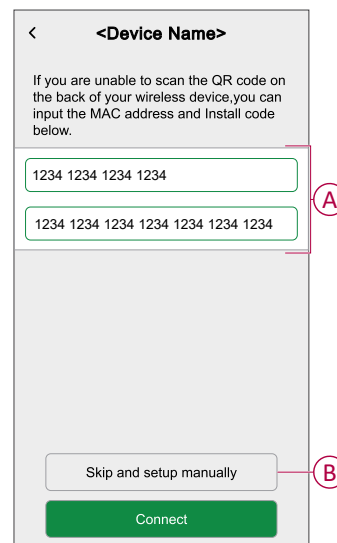 <Device Name>
If you are unable to scan the QR code on
the back of your wireless device,you can
input the MAC address and Install code
below.
1234 1234 1234 1234
A
1234 1234 1234 1234 1234 1234 1234
Skip and setup manually
B
Connect